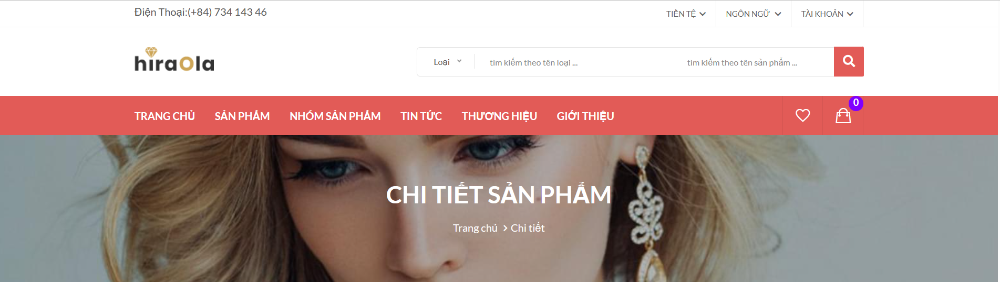 Điện Thoại:(+84) 734 143 46
TIỀN TỆ
NGÔN NGỮ
TÀI KHOẢN
hiraola
Loại
tìm kiếm theo tên loại ...
tìm kiếm theo tên sản phẩm ...
TRANG CHỦ
SẢN PHẨM
NHÓM SẢN PHẨM
TIN TỨC
THƯƠNG HIỆU
GIỚI THIỆU
0
CHI TIẾT SẢN PHẨM
Trang chủ > Chi tiết